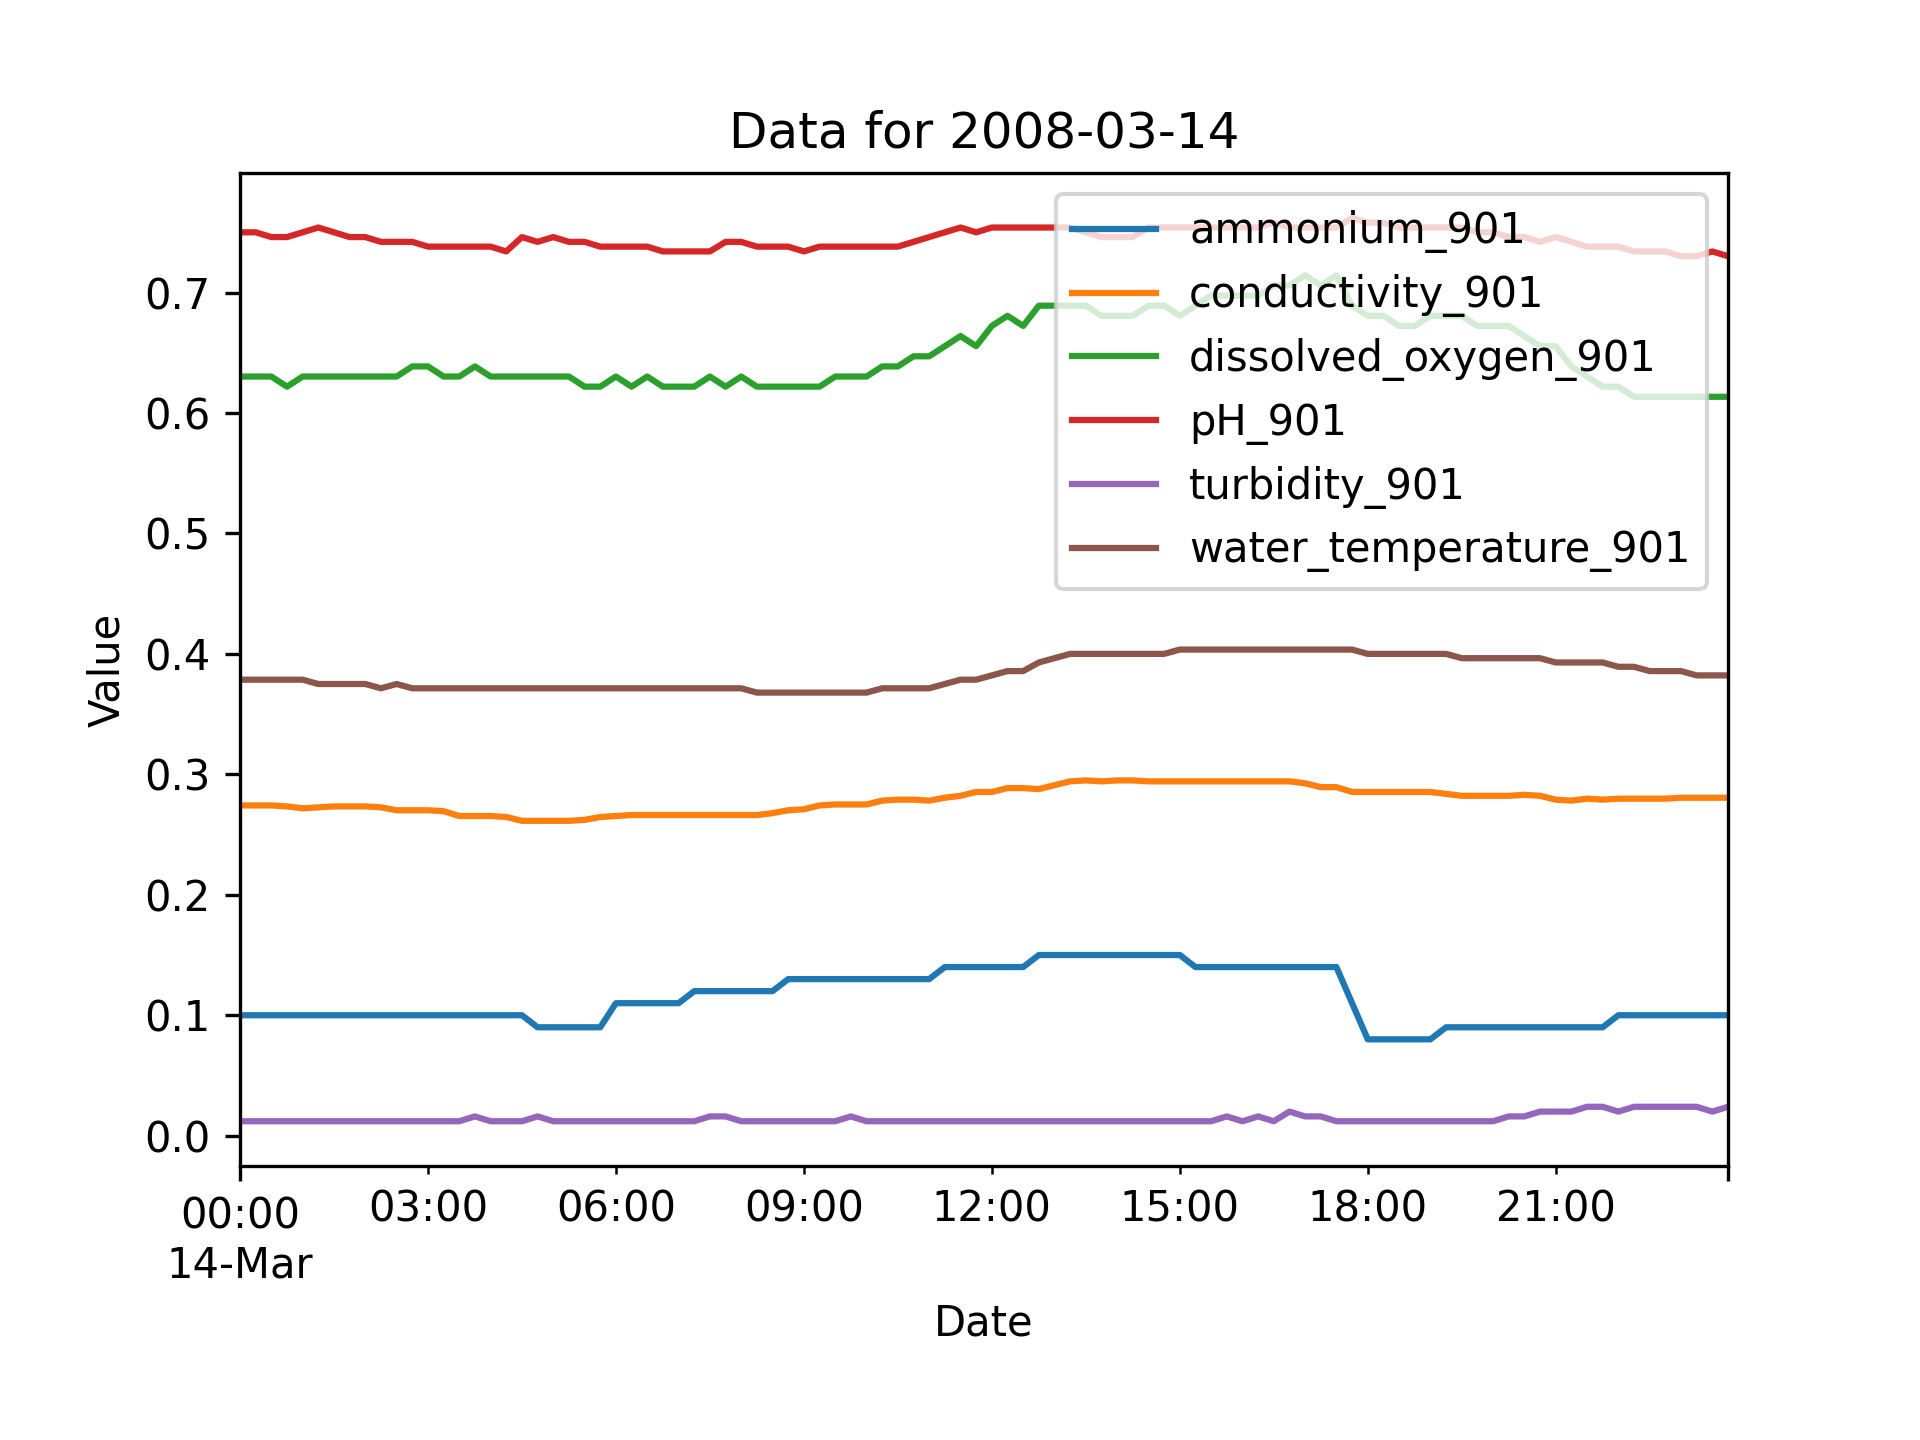 Data for 2008-03-14
ammonium_901
conductivity_901
dissolved_oxygen_901
pH_901
turbidity_901
water_temperature_901
0.7
0.6
0.5
0.4
0.3
0.2
0.1
0.0
Value
00:00 03:00 06:00 09:00 12:00 15:00 18:00 21:00
14-Mar
Date